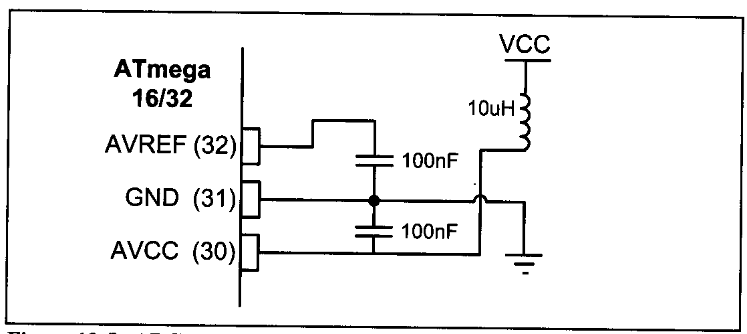 VCC
ATmega
16/32
10uH
AVREF (32)
100nF
GND (31)
100nF
AVCC (30)